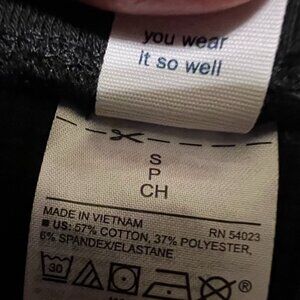 you wear
it so well
S
P
CH
MADE IN VIETNAM
RN 54023
■ US: 57% COTTON, 37% POLYESTER,
6% SPANDEX/ELASTANE
30